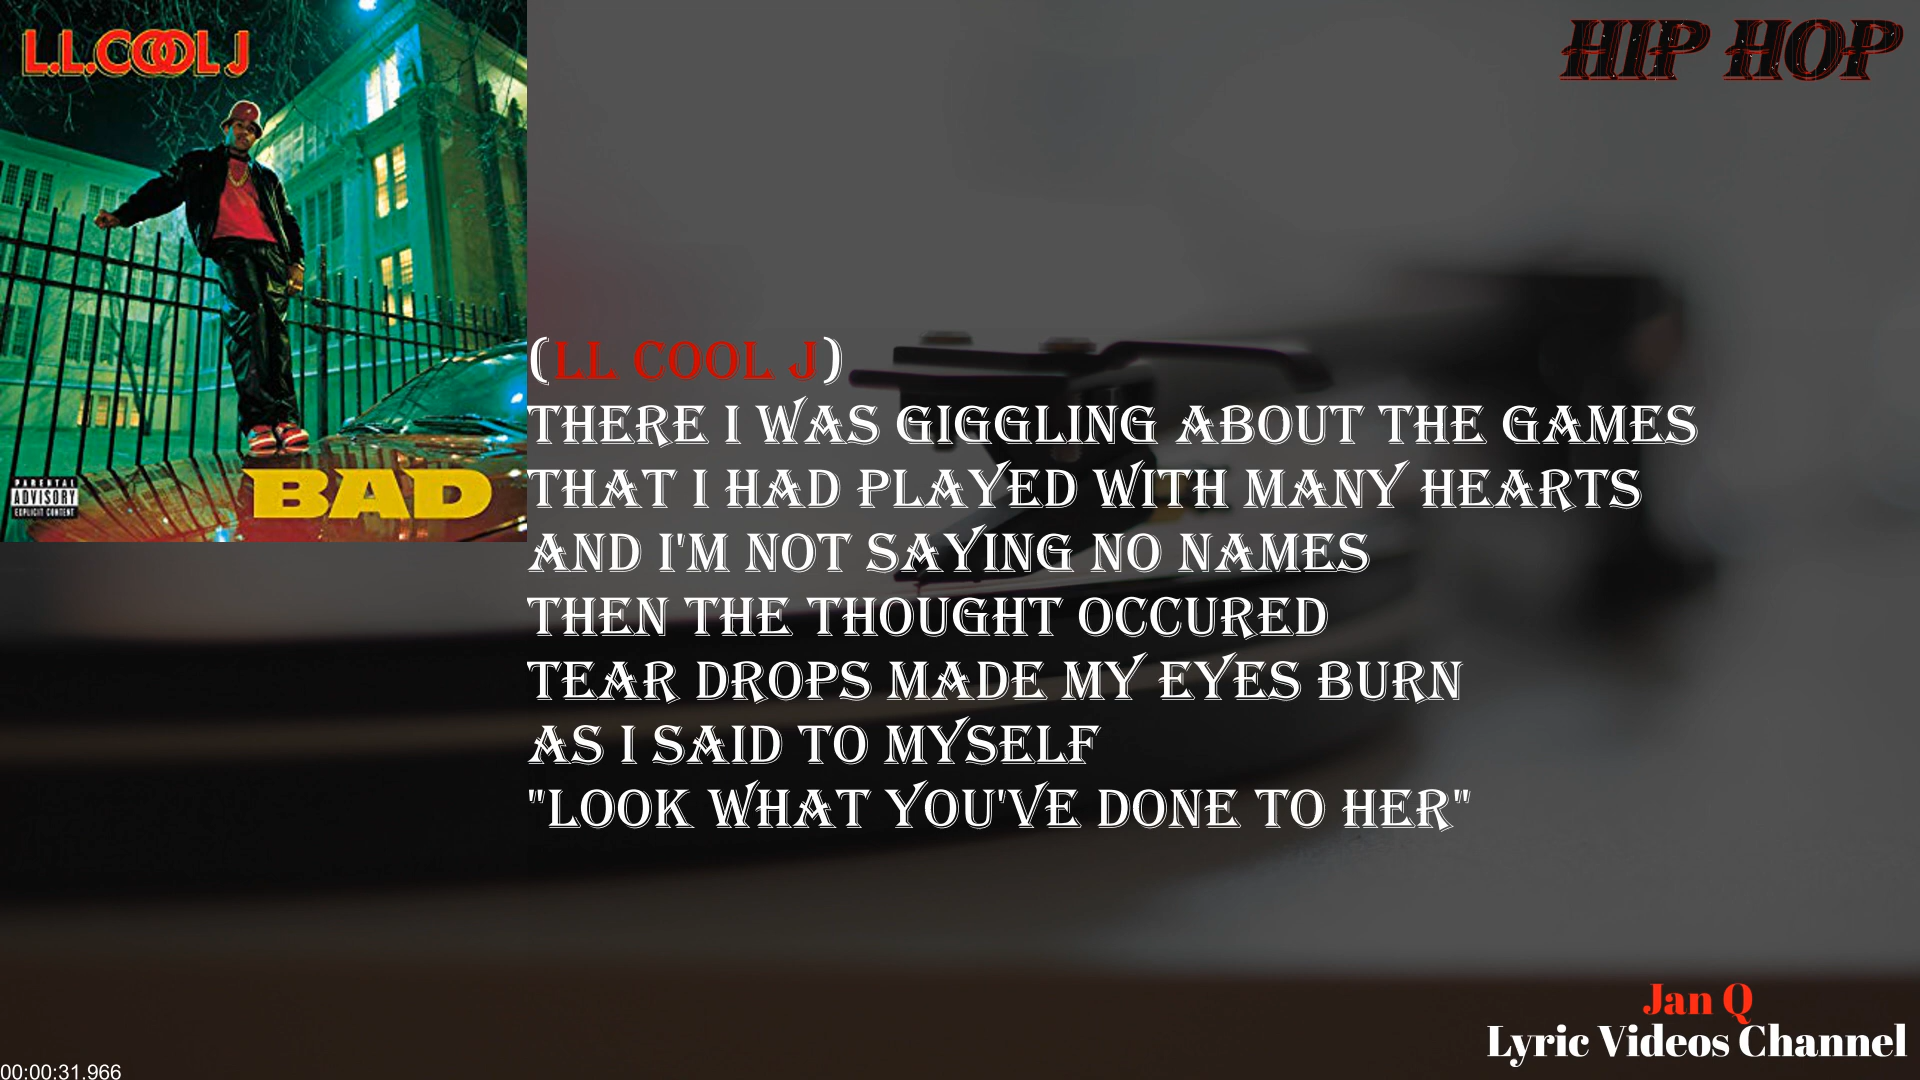 L.L.COOL J
HIP HOP
(LL COOL J)
THERE I WAS GIGGLING ABOUT THE GAMES
THAT I HAD PLAYED WITH MANY HEARTS
AND I'M NOT SAYING NO NAMES
THEN THE THOUGHT OCCURED
TEAR DROPS MADE MY EYES BURN
AS I SAID TO MYSELF
"LOOK WHAT YOU'VE DONE TO HER"
PARENTAL
ADVISORY
EXPLICIT CONTENT
BAD
Jan Q
Lyric Videos Channel
00:00:31.966